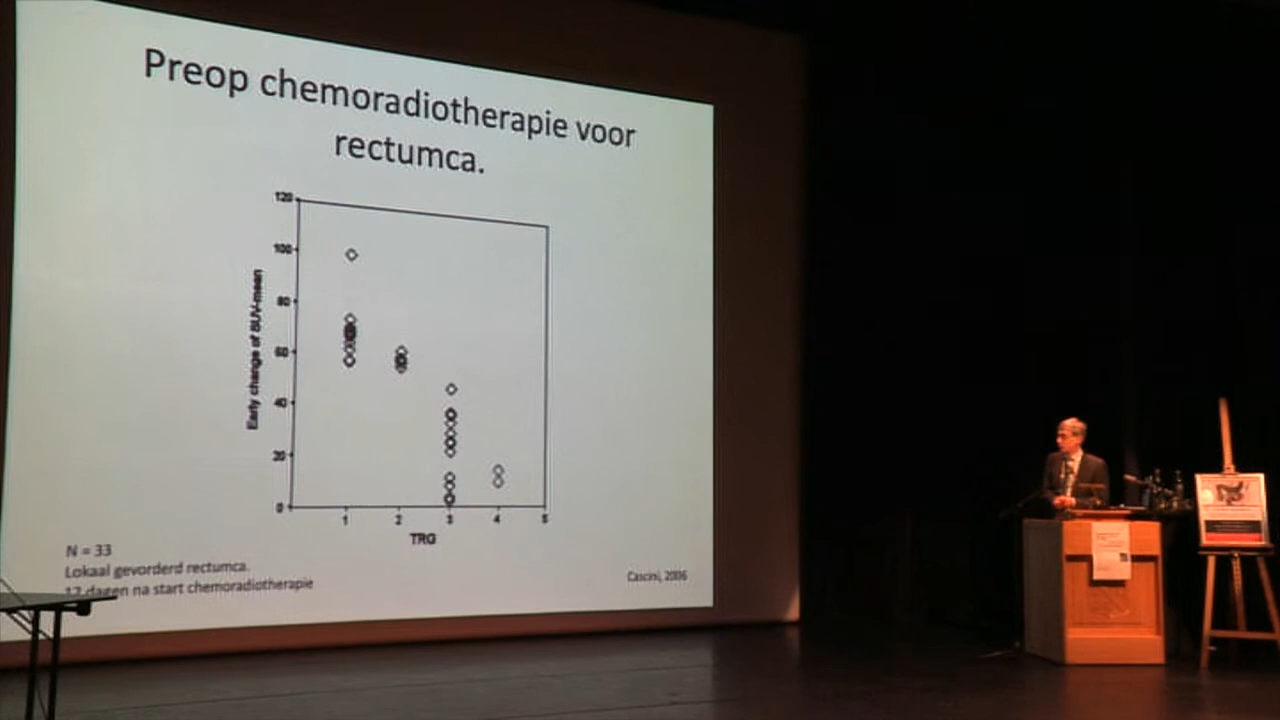 Preop chemoradiotherapie voor
rectumca.
120
100
80
60
40
20
0
Early change of SUV-mean
1 2 3 4 5
TRG
N = 33
Lokaal gevorderd rectumca.
12 dagen na start chemoradiotherapie
Cascini, 2006